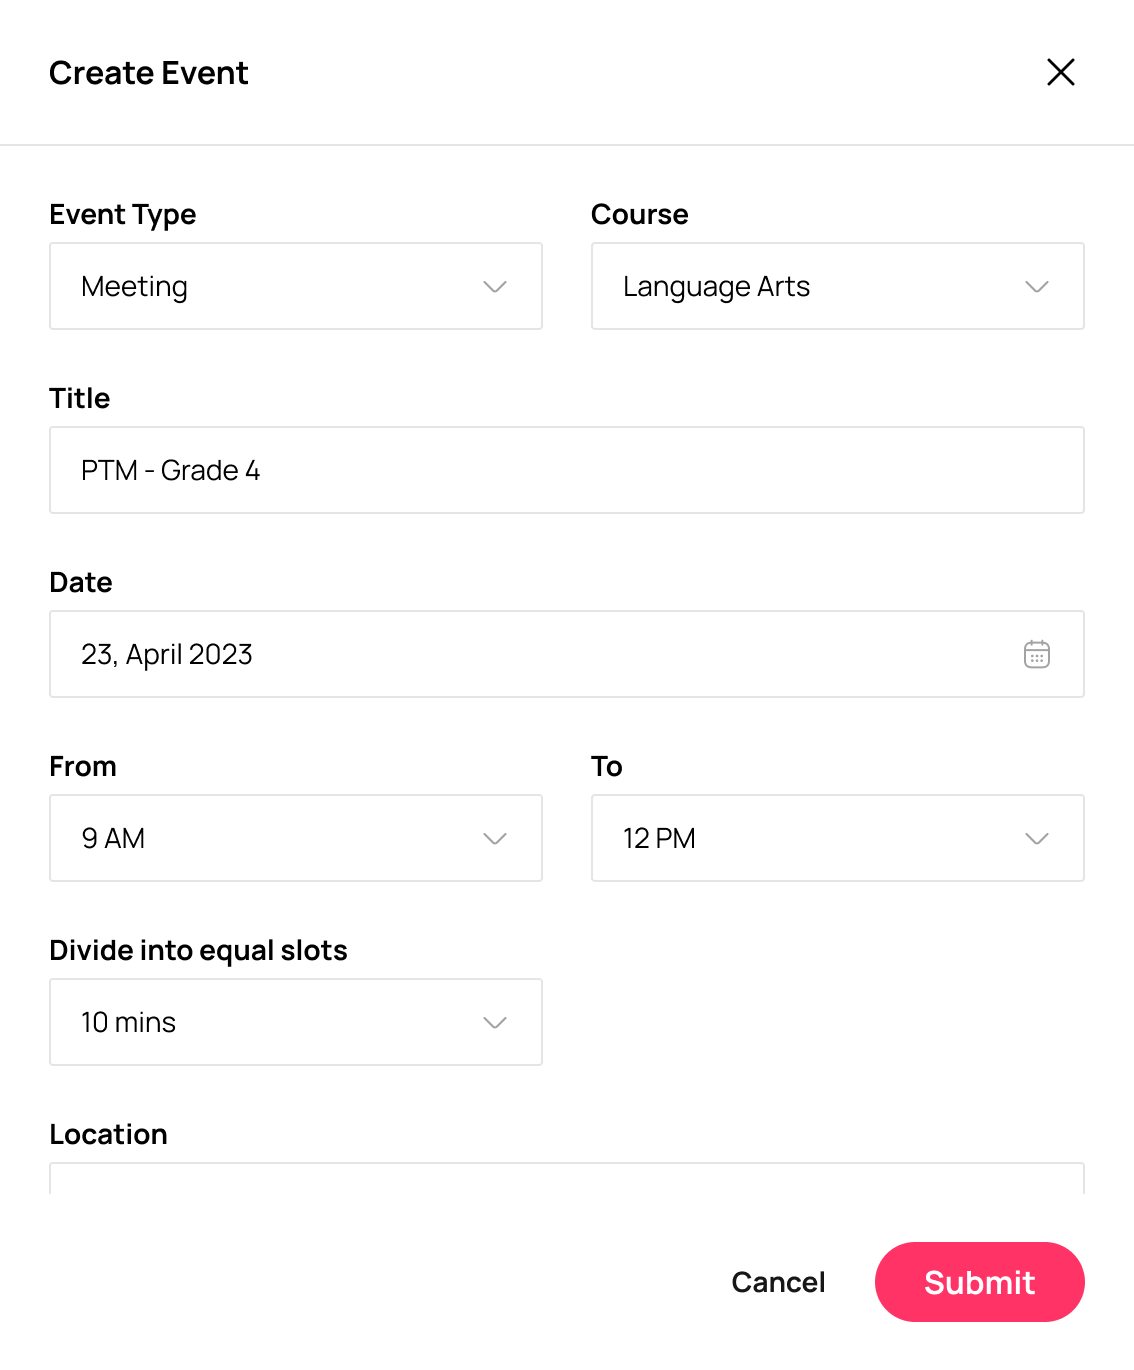 Create Event
Event Type
Course
Meeting
Language Arts
Title
PTM - Grade 4
Date
23, April 2023
From
To
9 AM
12 PM
Divide into equal slots
10 mins
Location
Cancel
Submit